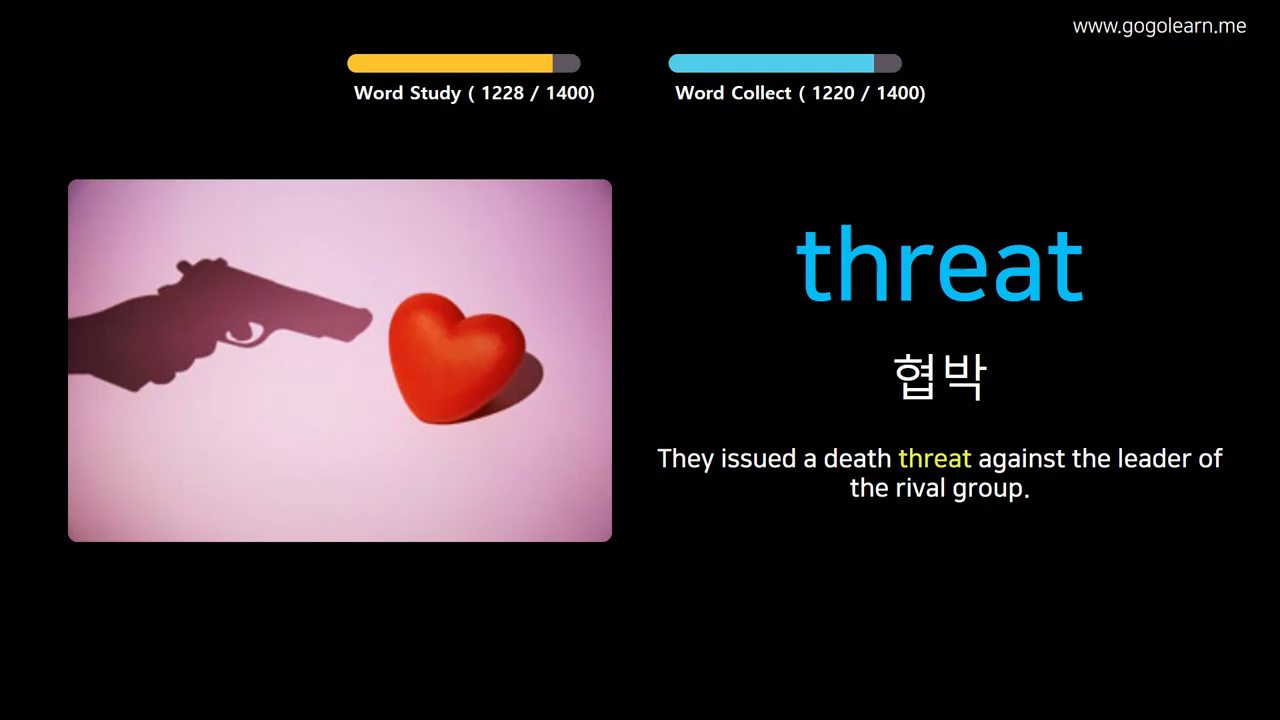 www.gogolearn.me
Word Study ( 1228 / 1400)
Word Collect ( 1220 / 1400)
threat
협박
They issued a death threat against the leader of
the rival group.